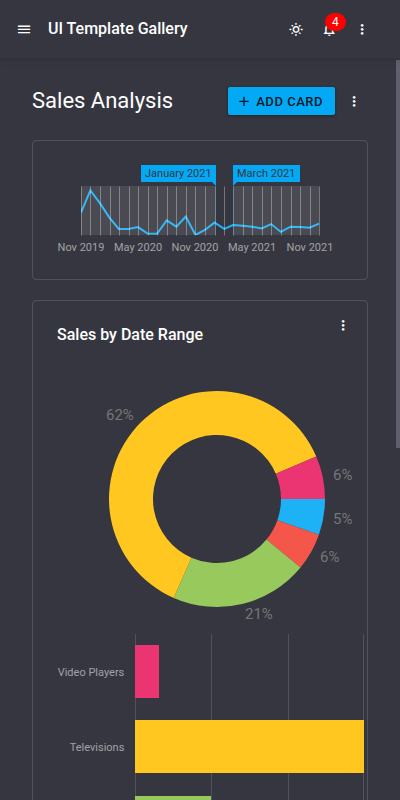 UI Template Gallery
4
Sales Analysis
+ ADD CARD
January 2021 March 2021
Nov 2019 May 2020 Nov 2020 May 2021 Nov 2021
Sales by Date Range
62%
6%
5%
6%
21%
Video Players
Televisions